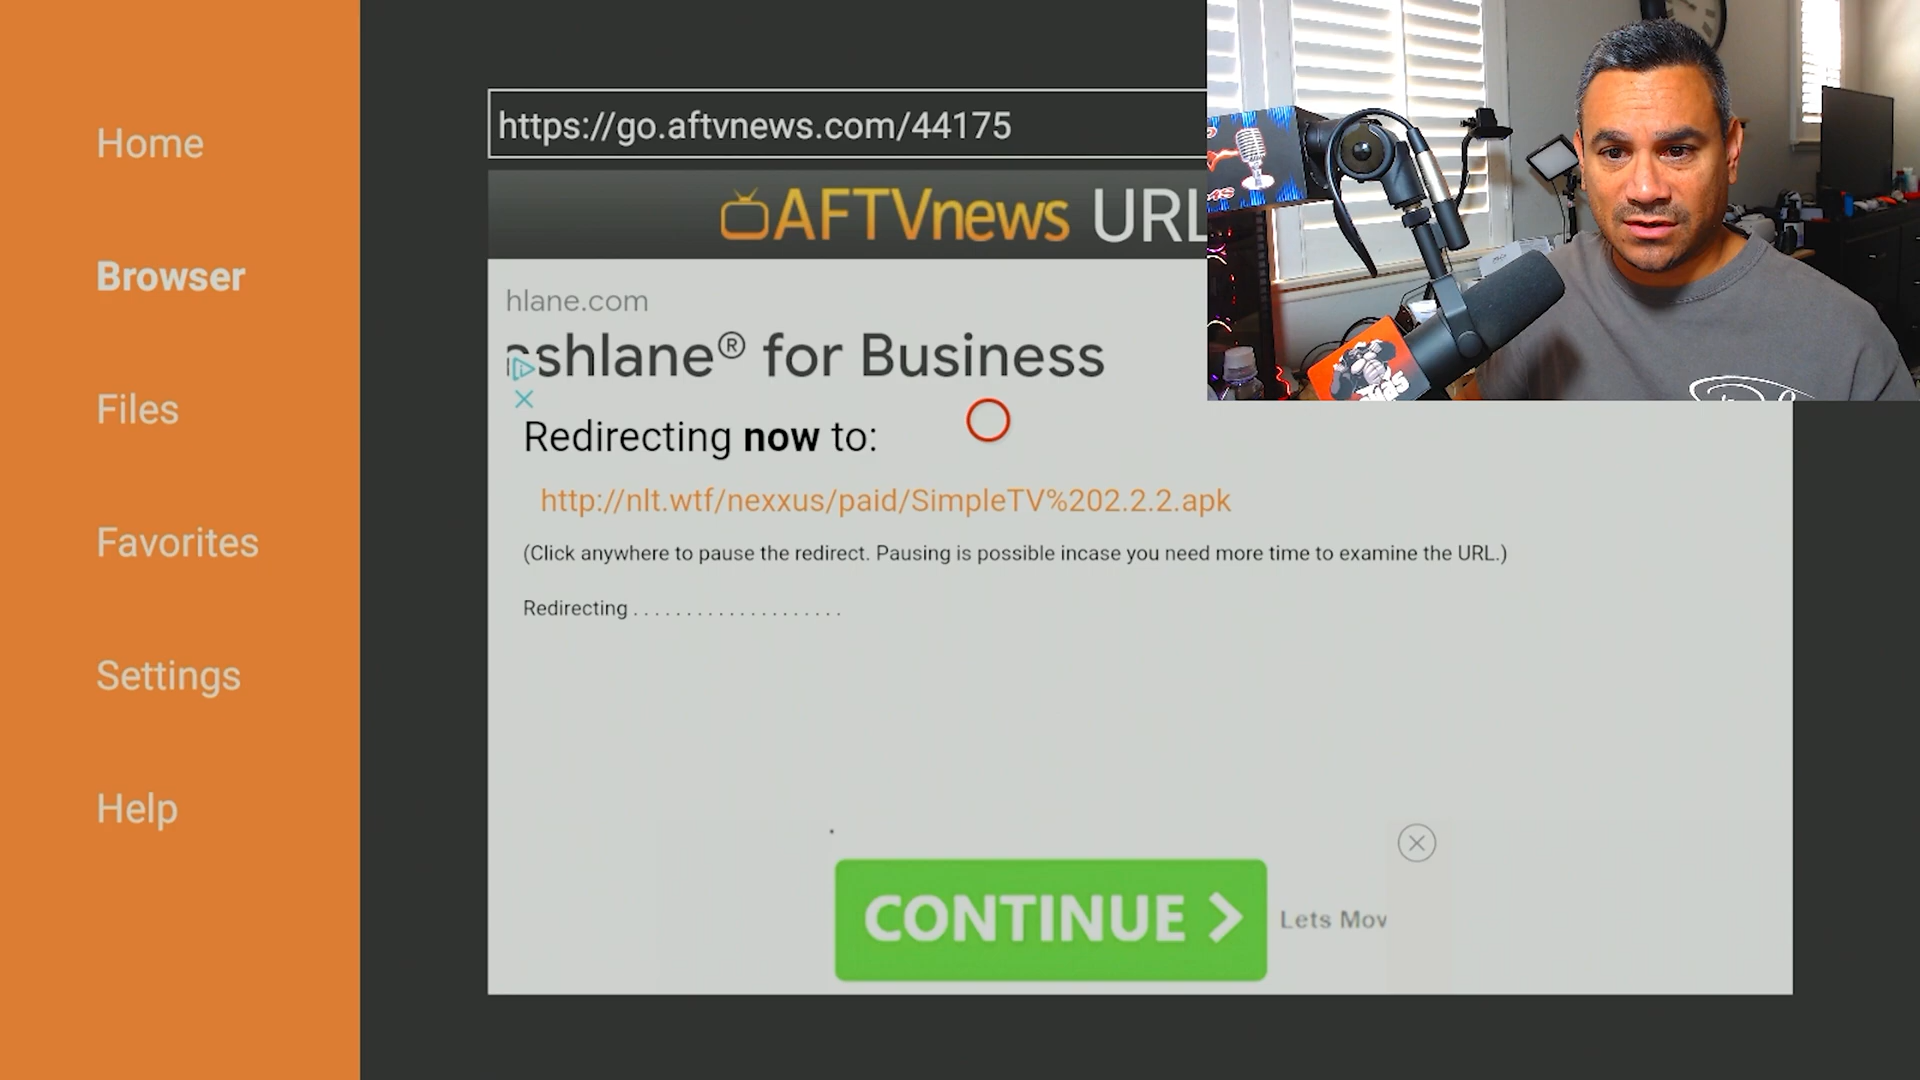 Home
Browser
Files
Favorites
Settings
Help
https://go.aftvnews.com/44175
AFTVnews URL
hlane.com
shlane® for Business
Redirecting now to:
http://nlt.wtf/nexxus/paid/SimpleTV%202.2.2.apk
(Click anywhere to pause the redirect. Pausing is possible incase you need more time to examine the URL.)
Redirecting . . . . . . . . . . . . . . . . . . . .
CONTINUE >
Lets Mov